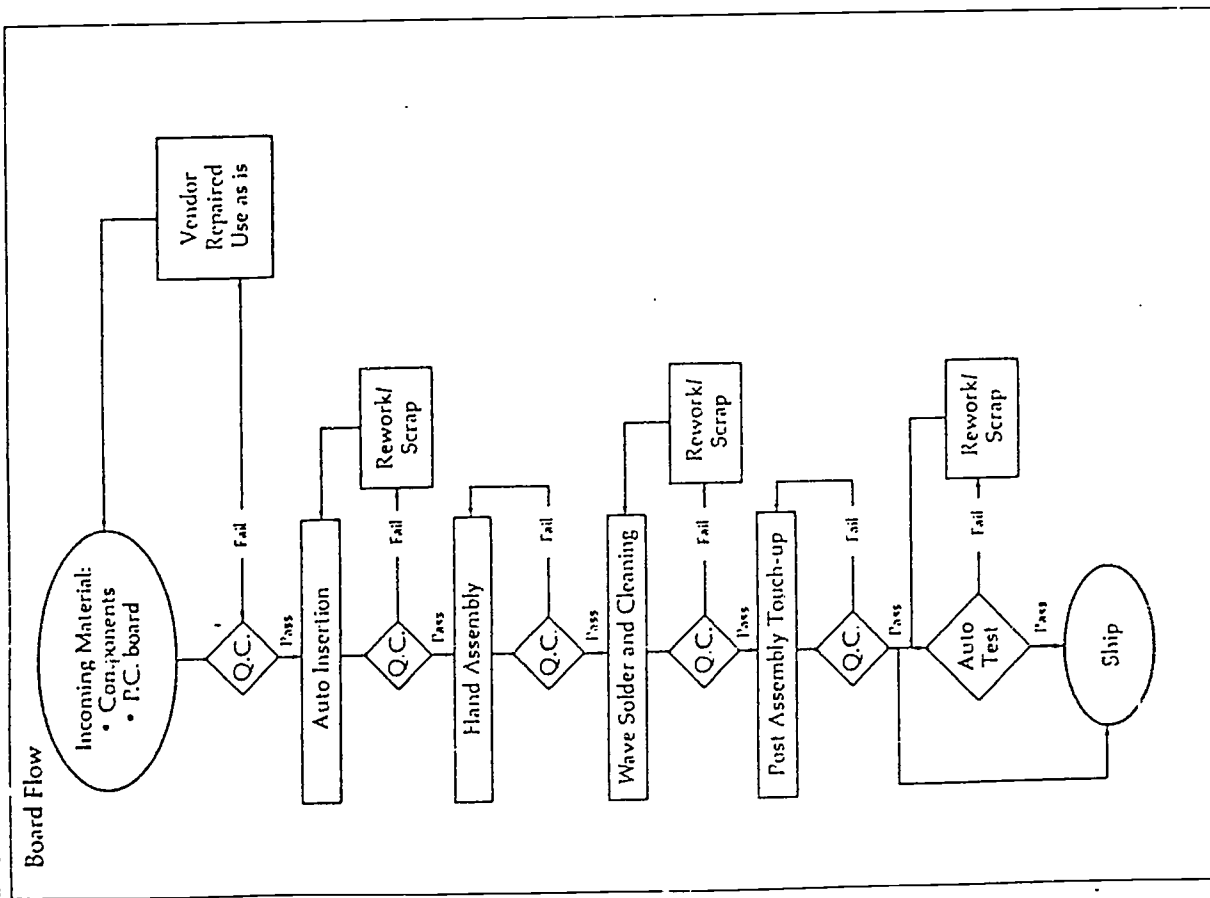 Board Flow
Incoming Material:
• Components
• P.C. board
Vendor
Repaired
Use as is
Q.C.
Fail
Pass
Auto Insertion
Rework/
Scrap
Q.C.
Fail
Pass
Hand Assembly
Q.C.
Fail
Pass
Wave Solder and Cleaning
Rework/
Scrap
Q.C.
Fail
Pass
Post Assembly Touch-up
Q.C.
Fail
Pass
Auto
Test
Fail
Rework/
Scrap
Pass
Ship